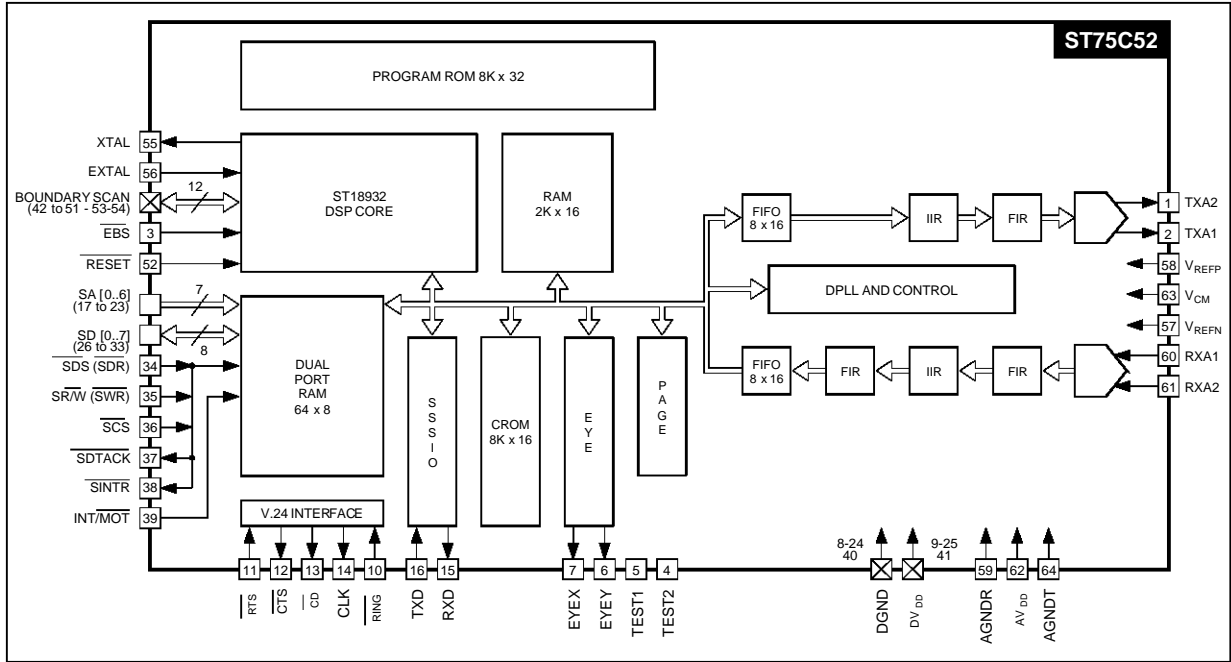 ST75C52
PROGRAM ROM 8K x 32
XTAL
55
EXTAL
56
BOUNDARY SCAN
(42 to 51 - 53-54)
12
EBS
3
RESET
52
ST18932
DSP CORE
RAM
2K x 16
SA [0..6]
(17 to 23)
7
SD [0..7]
(26 to 33)
8
SDS (SDR)
34
SR/W (SWR)
35
SCS
36
SDTACK
37
SINTR
38
INT/MOT
39
DUAL
PORT
RAM
64 x 8
V.24 INTERFACE
SSSIO
CROM
8K x 16
EYE
PAGE
FIFO
8 x 16
IIR
FIR
DPLL AND CONTROL
FIFO
8 x 16
FIR
IIR
FIR
1
TXA2
2
TXA1
58
VREFP
63
VCM
57
VREFN
60
RXA1
61
RXA2
11
12
13
14
10
16
15
7
6
5
4
8-24
40
9-25
41
59
62
64
RTS
CTS
CD
CLK
RING
TXD
RXD
EYEX
EYEY
TEST1
TEST2
DGND
DVDD
AGNDR
AVDD
AGNDT